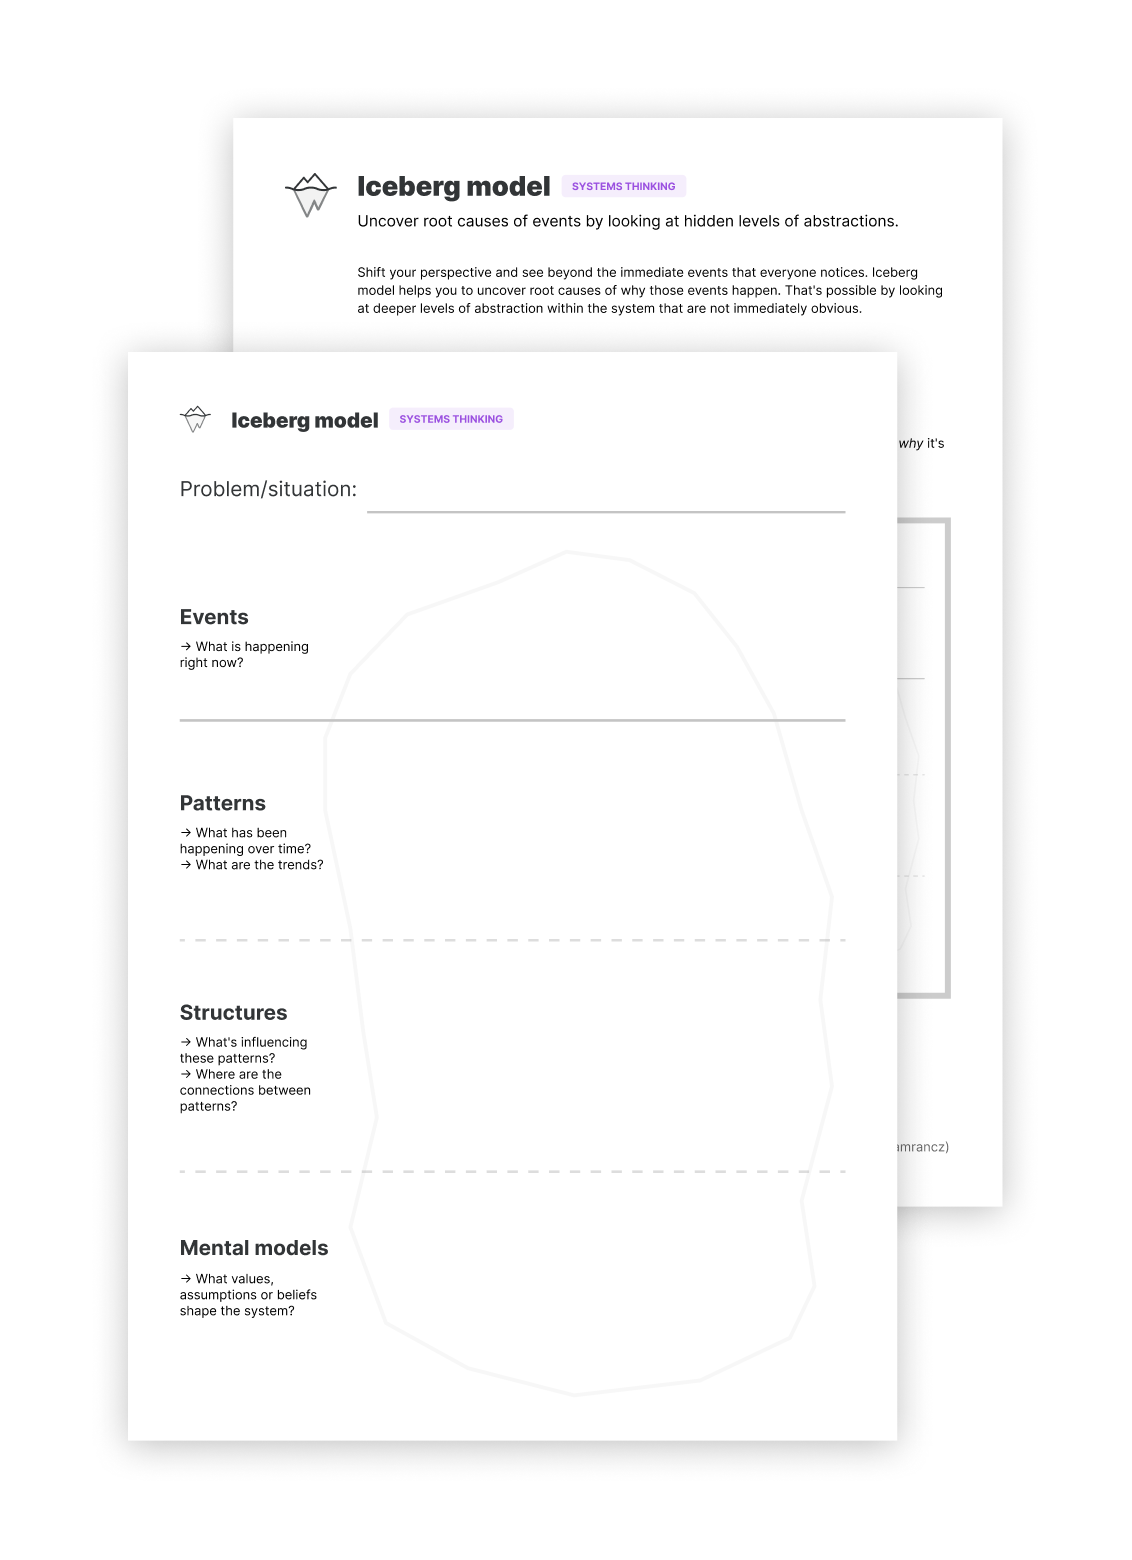 Iceberg model SYSTEMS THINKING
Uncover root causes of events by looking at hidden levels of abstractions.
Shift your perspective and see beyond the immediate events that everyone notices. Iceberg
model helps you to uncover root causes of why those events happen. That's possible by looking
at deeper levels of abstraction within the system that are not immediately obvious.
why it's
Iceberg model SYSTEMS THINKING
Problem/situation:
Events
→ What is happening
right now?
Patterns
→ What has been
happening over time?
→ What are the trends?
Structures
→ What's influencing
these patterns?
→ Where are the
connections between
patterns?
Mental models
→ What values,
assumptions or beliefs
shape the system?